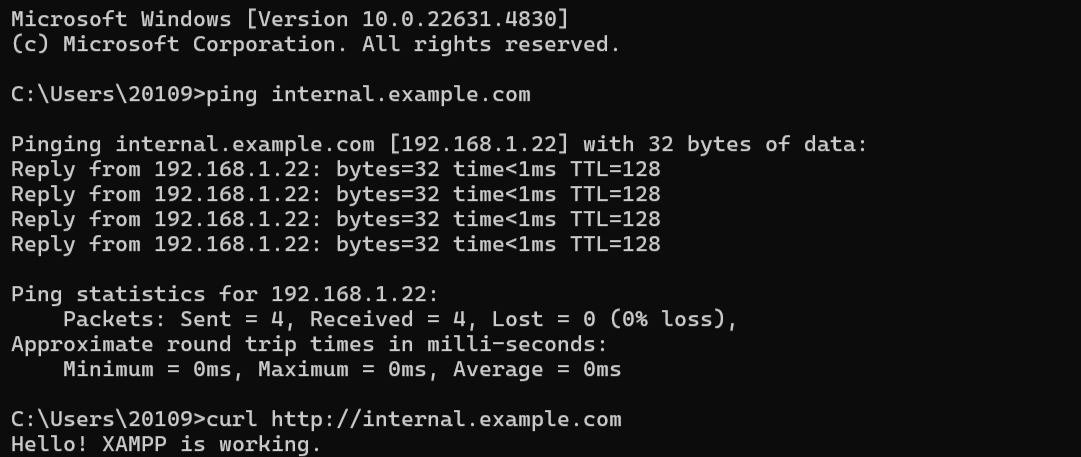 Microsoft Windows [Version 10.0.22631.4830]
(c) Microsoft Corporation. All rights reserved.
C:\Users\20109>ping internal.example.com
Pinging internal.example.com [192.168.1.22] with 32 bytes of data:
Reply from 192.168.1.22: bytes=32 time<1ms TTL=128
Reply from 192.168.1.22: bytes=32 time<1ms TTL=128
Reply from 192.168.1.22: bytes=32 time<1ms TTL=128
Reply from 192.168.1.22: bytes=32 time<1ms TTL=128
Ping statistics for 192.168.1.22:
    Packets: Sent = 4, Received = 4, Lost = 0 (0% loss),
Approximate round trip times in milli-seconds:
    Minimum = 0ms, Maximum = 0ms, Average = 0ms
C:\Users\20109>curl http://internal.example.com
Hello! XAMPP is working.